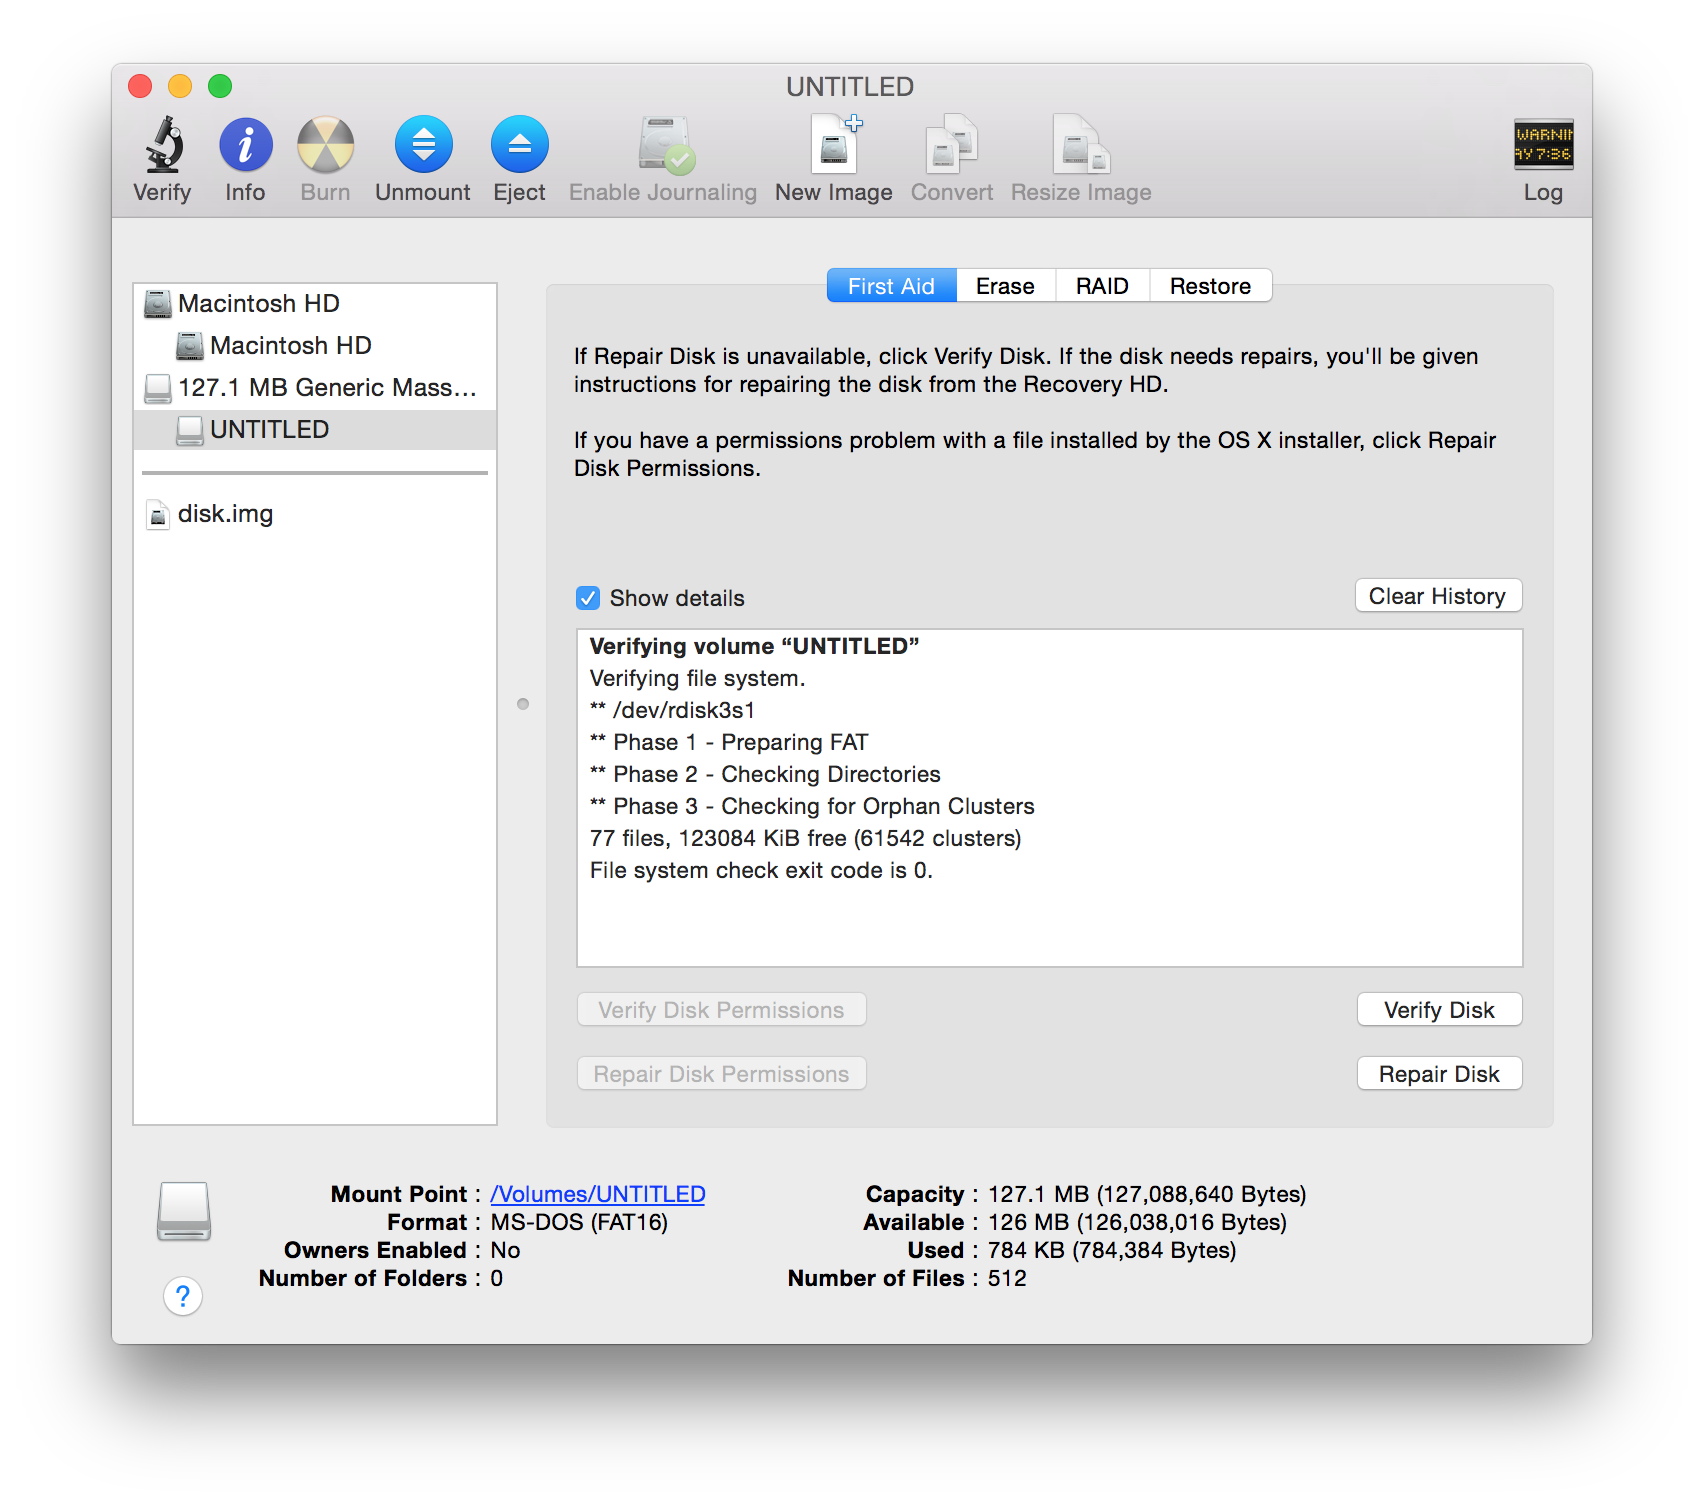 UNTITLED
Verify
Info
Burn
Unmount
Eject
Enable Journaling
New Image
Convert
Resize Image
WARNIN
AY 7:36
Log
Macintosh HD
Macintosh HD
127.1 MB Generic Mass...
UNTITLED
disk.img
First Aid
Erase
RAID
Restore
If Repair Disk is unavailable, click Verify Disk. If the disk needs repairs, you'll be given
instructions for repairing the disk from the Recovery HD.
If you have a permissions problem with a file installed by the OS X installer, click Repair
Disk Permissions.
Show details
Clear History
Verifying volume “UNTITLED”
Verifying file system.
** /dev/rdisk3s1
** Phase 1 - Preparing FAT
** Phase 2 - Checking Directories
** Phase 3 - Checking for Orphan Clusters
77 files, 123084 KiB free (61542 clusters)
File system check exit code is 0.
Verify Disk Permissions
Verify Disk
Repair Disk Permissions
Repair Disk
Mount Point : /Volumes/UNTITLED
Format : MS-DOS (FAT16)
Owners Enabled : No
Number of Folders : 0
Capacity : 127.1 MB (127,088,640 Bytes)
Available : 126 MB (126,038,016 Bytes)
Used : 784 KB (784,384 Bytes)
Number of Files : 512
?